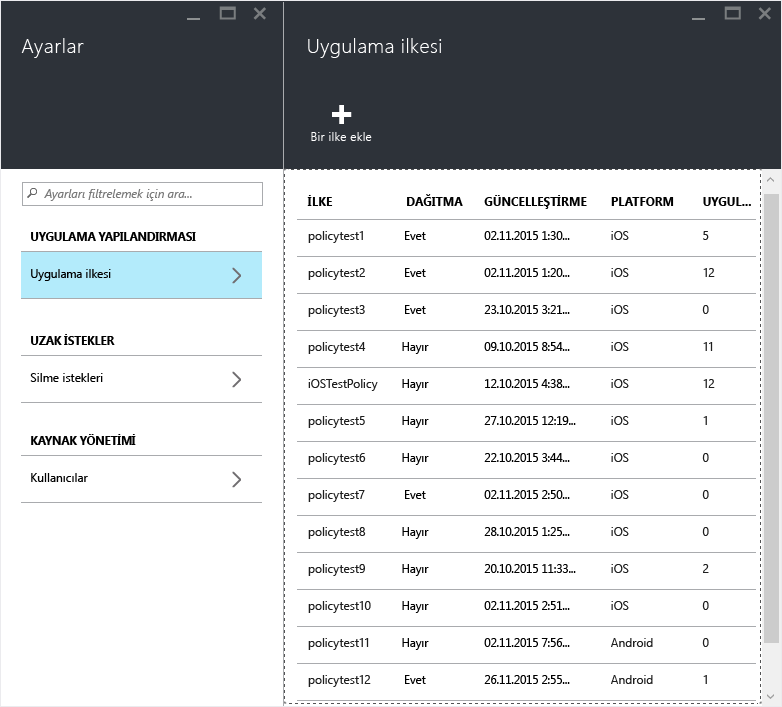 Ayarlar
Ayarları filtrelemek için ara...
UYGULAMA YAPILANDIRMASI
Uygulama ilkesi
UZAK İSTEKLER
Silme istekleri
KAYNAK YÖNETİMİ
Kullanıcılar
Uygulama ilkesi
Bir ilke ekle
İLKE DAĞITMA GÜNCELLEŞTİRME PLATFORM UYGUL...
policytest1 Evet 02.11.2015 1:30... iOS 5
policytest2 Evet 02.11.2015 1:20... iOS 12
policytest3 Evet 23.10.2015 3:21... iOS 0
policytest4 Hayır 09.10.2015 8:54... iOS 11
iOSTestPolicy Hayır 12.10.2015 4:38... iOS 12
policytest5 Hayır 27.10.2015 12:19... iOS 1
policytest6 Hayır 22.10.2015 3:44... iOS 0
policytest7 Evet 02.11.2015 2:50... iOS 0
policytest8 Hayır 28.10.2015 1:25... iOS 0
policytest9 Hayır 20.10.2015 11:33... iOS 2
policytest10 Hayır 02.11.2015 2:51... iOS 0
policytest11 Hayır 02.11.2015 7:56... Android 0
policytest12 Evet 26.11.2015 2:55... Android 1